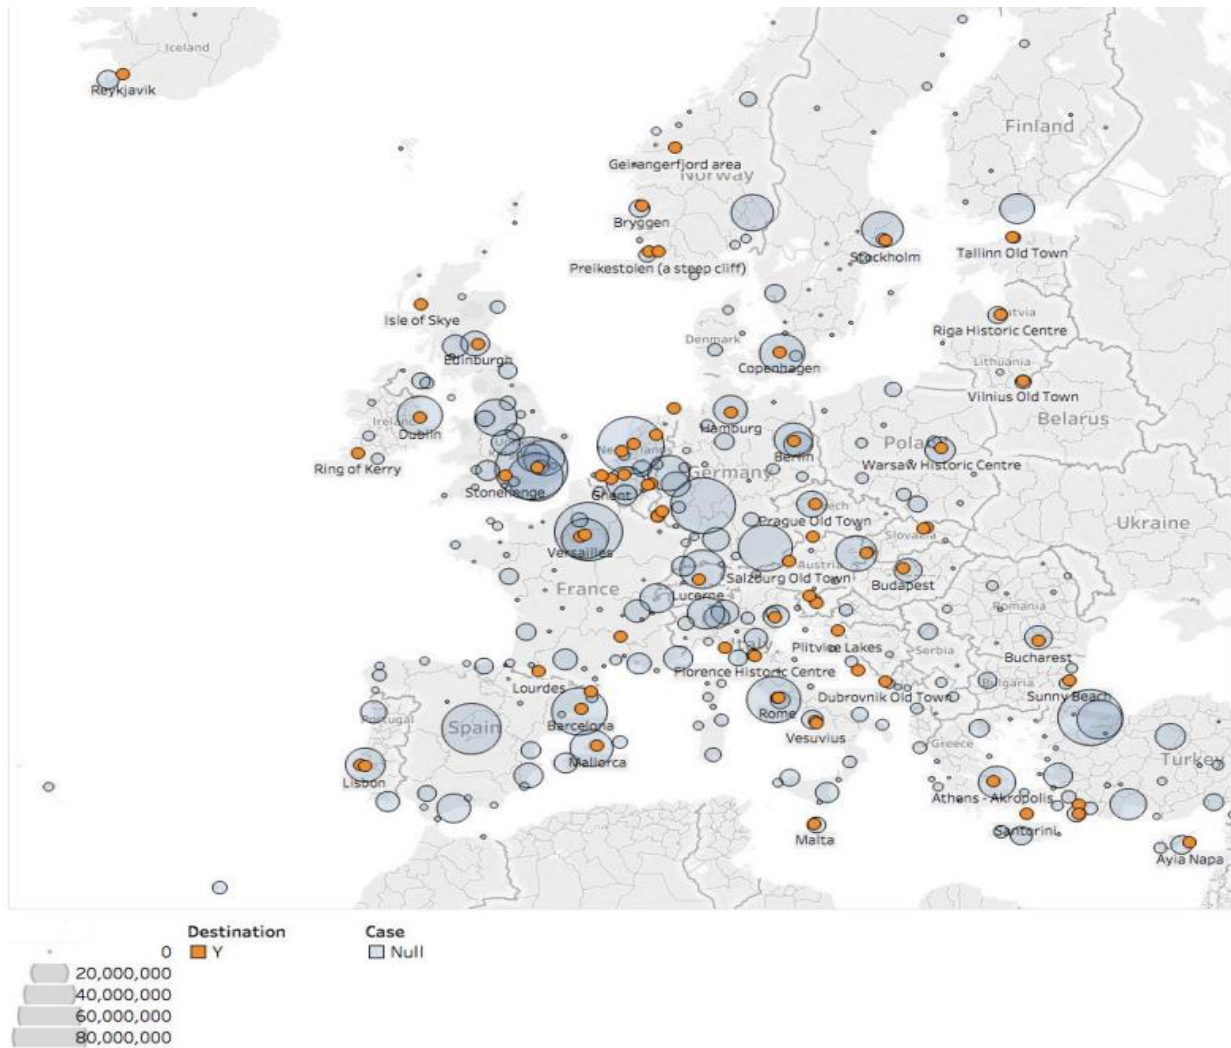 Iceland
Reykjavik
Finland
Geirangerfjord area
Norway
Bryggen
Stockholm
Tallinn Old Town
Preikestolen (a steep cliff)
Isle of Skye
Latvia
Riga Historic Centre
Denmark
Edinburgh
Copenhagen
Lithuania
Vilnius Old Town
Belarus
Ireland
Dublin
Hamburg
Poland
Berlin
Warsaw Historic Centre
Ring of Kerry
Germany
Stonehenge
Ghent
Prague Old Town
Czech
Ukraine
Slovakia
Versailles
Austria
Salzburg Old Town
Budapest
France
Lucerne
Romania
Italy
Plitvice Lakes
Serbia
Bucharest
Florence Historic Centre
Lourdes
Dubrovnik Old Town
Bulgaria
Sunny Beach
Portugal
Spain
Barcelona
Rome
Vesuvius
Greece
Mallorca
Turkey
Lisbon
Athens - Akropolis
Santorini
Malta
Ayia Napa
Destination
Case
0
Y
Null
20,000,000
40,000,000
60,000,000
80,000,000